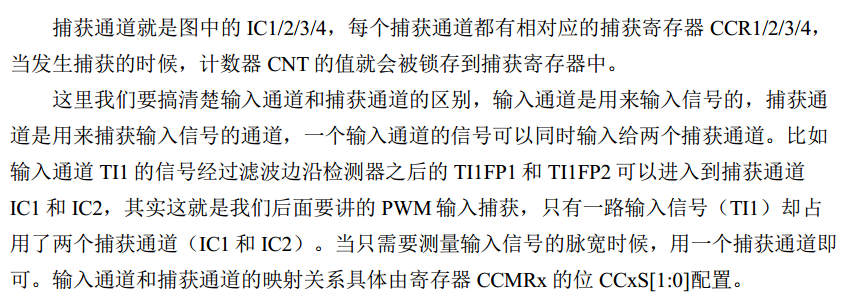 捕获通道就是图中的 IC1/2/3/4，每个捕获通道都有相对应的捕获寄存器 CCR1/2/3/4，
当发生捕获的时候，计数器 CNT 的值就会被锁存到捕获寄存器中。
这里我们要搞清楚输入通道和捕获通道的区别，输入通道是用来输入信号的，捕获通
道是用来捕获输入信号的通道，一个输入通道的信号可以同时输入给两个捕获通道。比如
输入通道 TI1 的信号经过滤波边沿检测器之后的 TI1FP1 和 TI1FP2 可以进入到捕获通道
IC1 和 IC2，其实这就是我们后面要讲的 PWM 输入捕获，只有一路输入信号（TI1）却占
用了两个捕获通道（IC1 和 IC2）。当只需要测量输入信号的脉宽时候，用一个捕获通道即
可。输入通道和捕获通道的映射关系具体由寄存器 CCMRx 的位 CCxS[1:0]配置。